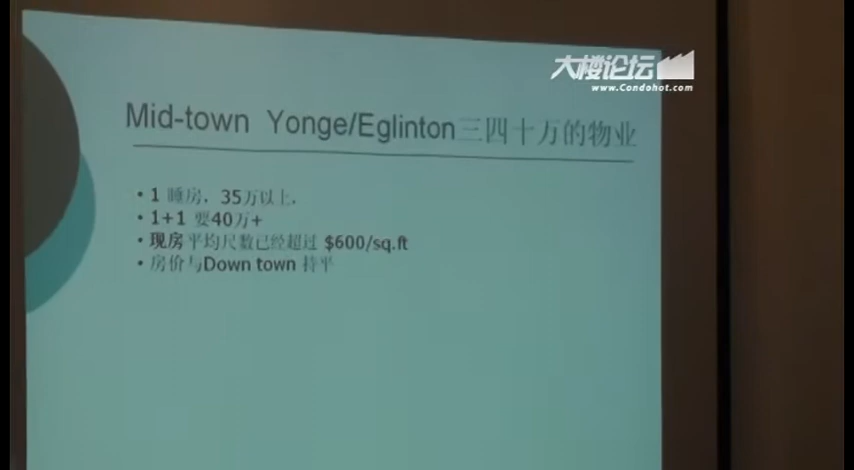 大楼论坛
www.Condohot.com
Mid-town Yonge/Eglinton三四十万的物业
• 1 睡房，35万以上，
• 1+1 要40万+
• 现房平均尺数已经超过 $600/sq.ft
• 房价与Down town 持平